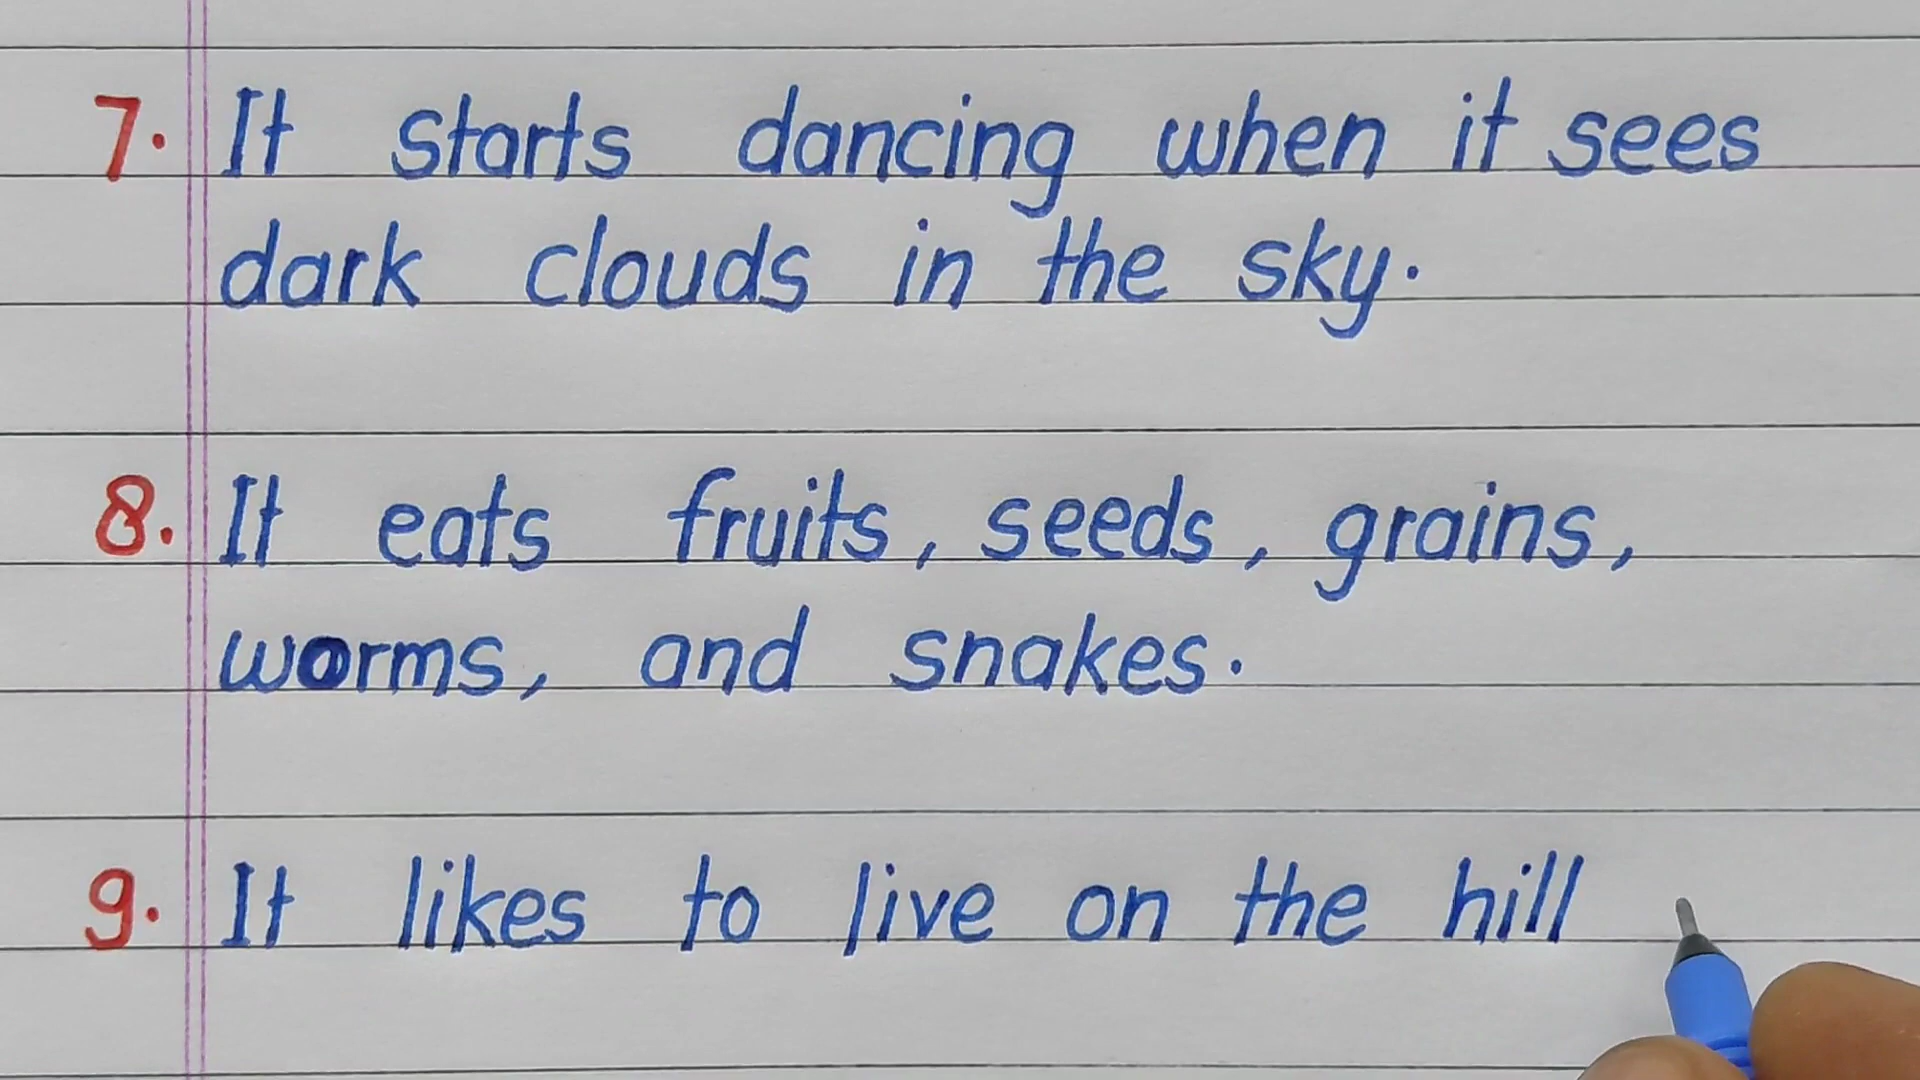 7. It starts dancing when it sees
dark clouds in the sky.
8. It eats fruits, seeds, grains,
worms, and snakes.
9. It likes to live on the hill